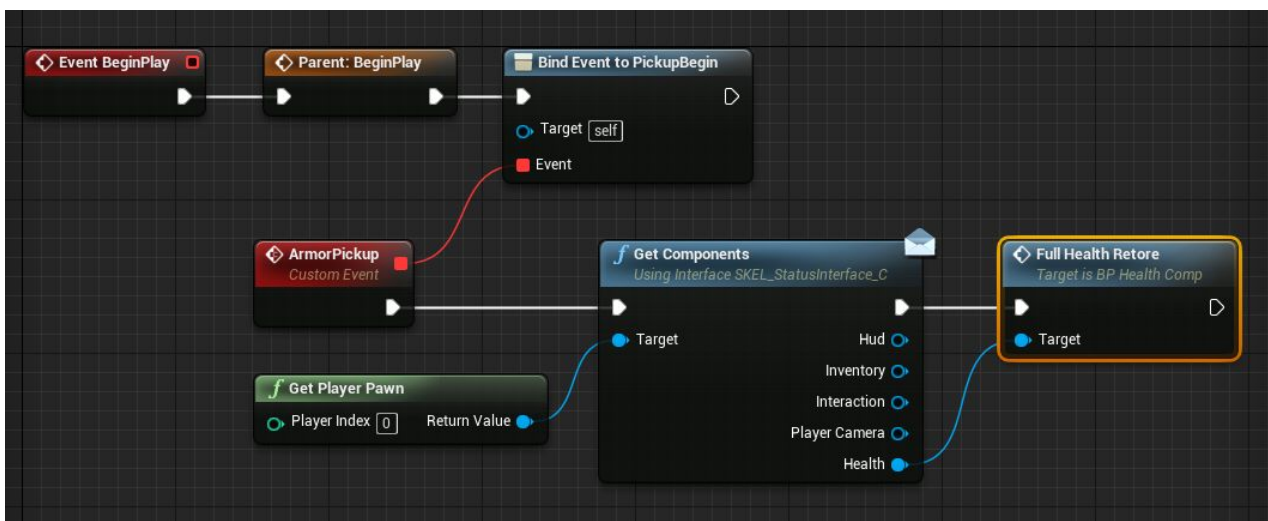 Event BeginPlay
Parent: BeginPlay
Bind Event to PickupBegin
Target self
Event
ArmorPickup
Custom Event
Get Components
Using Interface SKEL_StatusInterface_C
Target
Hud
Inventory
Interaction
Player Camera
Health
Full Health Retore
Target is BP Health Comp
Target
Get Player Pawn
Player Index 0
Return Value